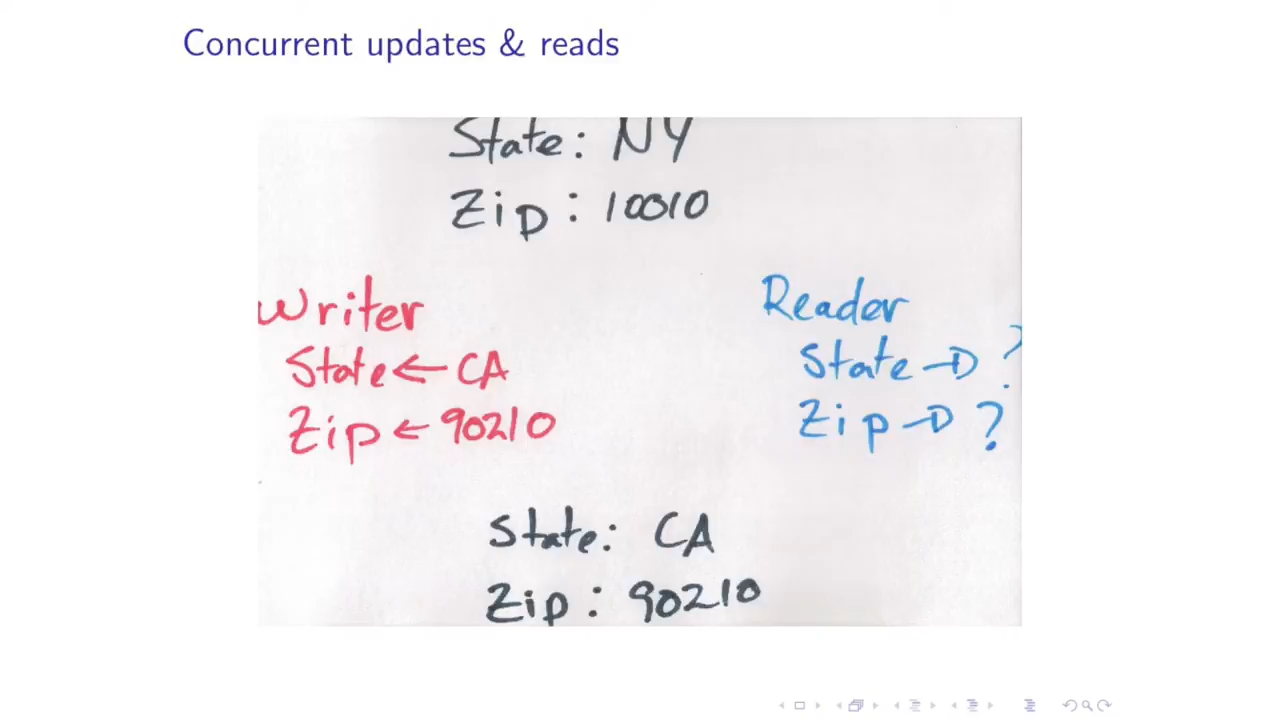 Concurrent updates & reads
State: NY
Zip: 10010
Writer
State ← CA
Zip ← 90210
Reader
State → ?
Zip → ?
State: CA
Zip: 90210